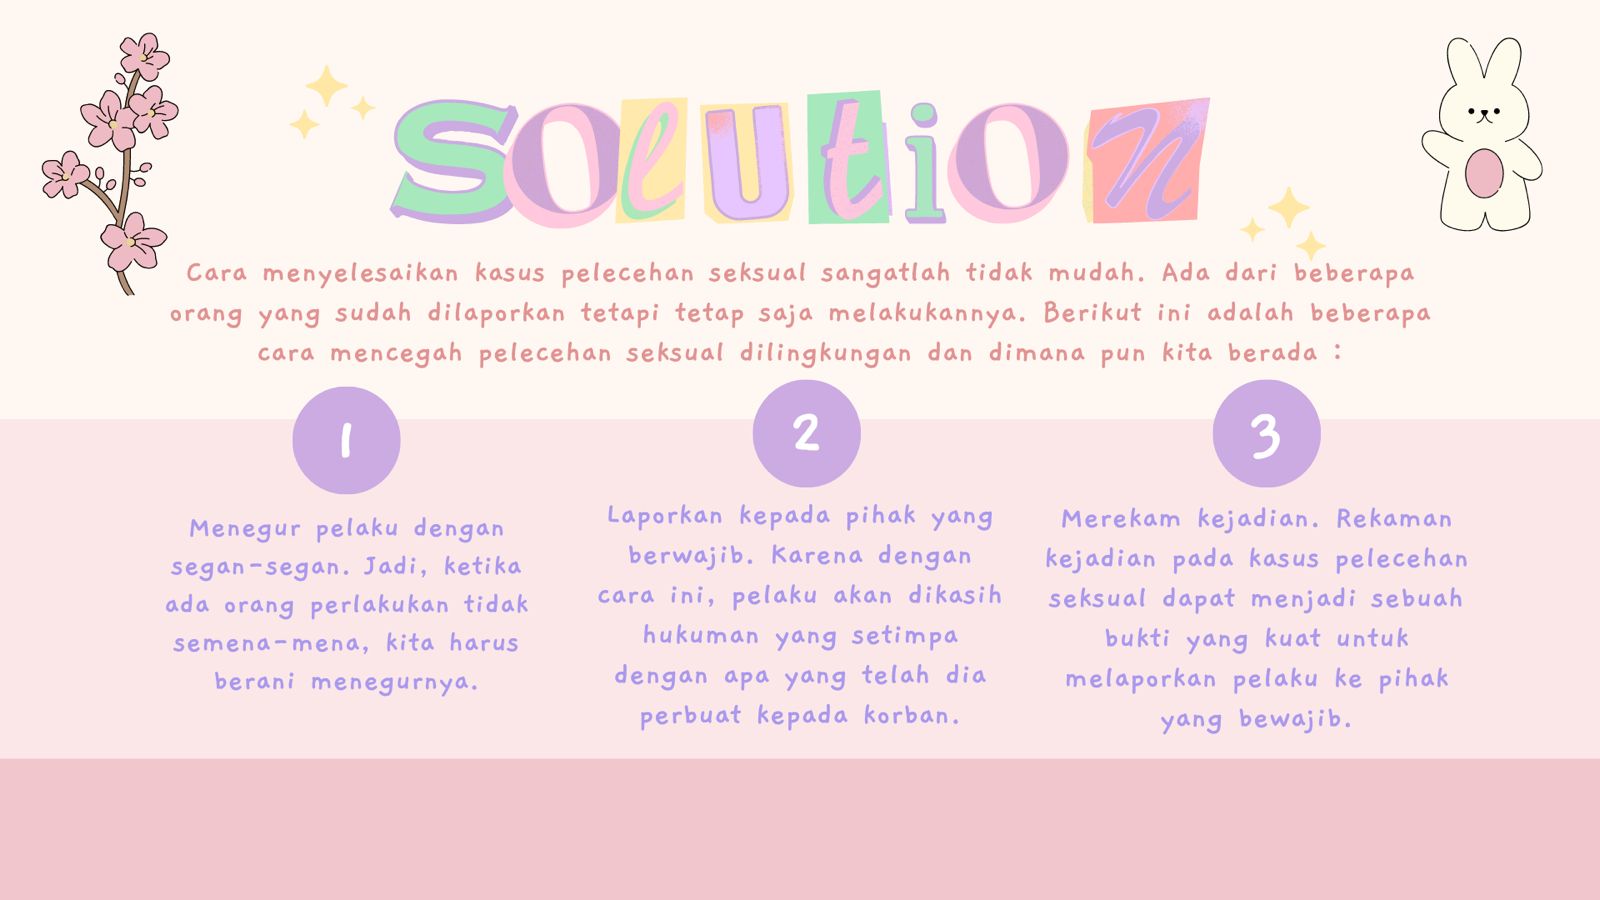 Solution
Cara menyelesaikan kasus pelecehan seksual sangatlah tidak mudah. Ada dari beberapa
orang yang sudah dilaporkan tetapi tetap saja melakukannya. Berikut ini adalah beberapa
cara mencegah pelecehan seksual dilingkungan dan dimana pun kita berada :
1
Menegur pelaku dengan
segan-segan. Jadi, ketika
ada orang perlakukan tidak
semena-mena, kita harus
berani menegurnya.
2
Laporkan kepada pihak yang
berwajib. Karena dengan
cara ini, pelaku akan dikasih
hukuman yang setimpa
dengan apa yang telah dia
perbuat kepada korban.
3
Merekam kejadian. Rekaman
kejadian pada kasus pelecehan
seksual dapat menjadi sebuah
bukti yang kuat untuk
melaporkan pelaku ke pihak
yang bewajib.